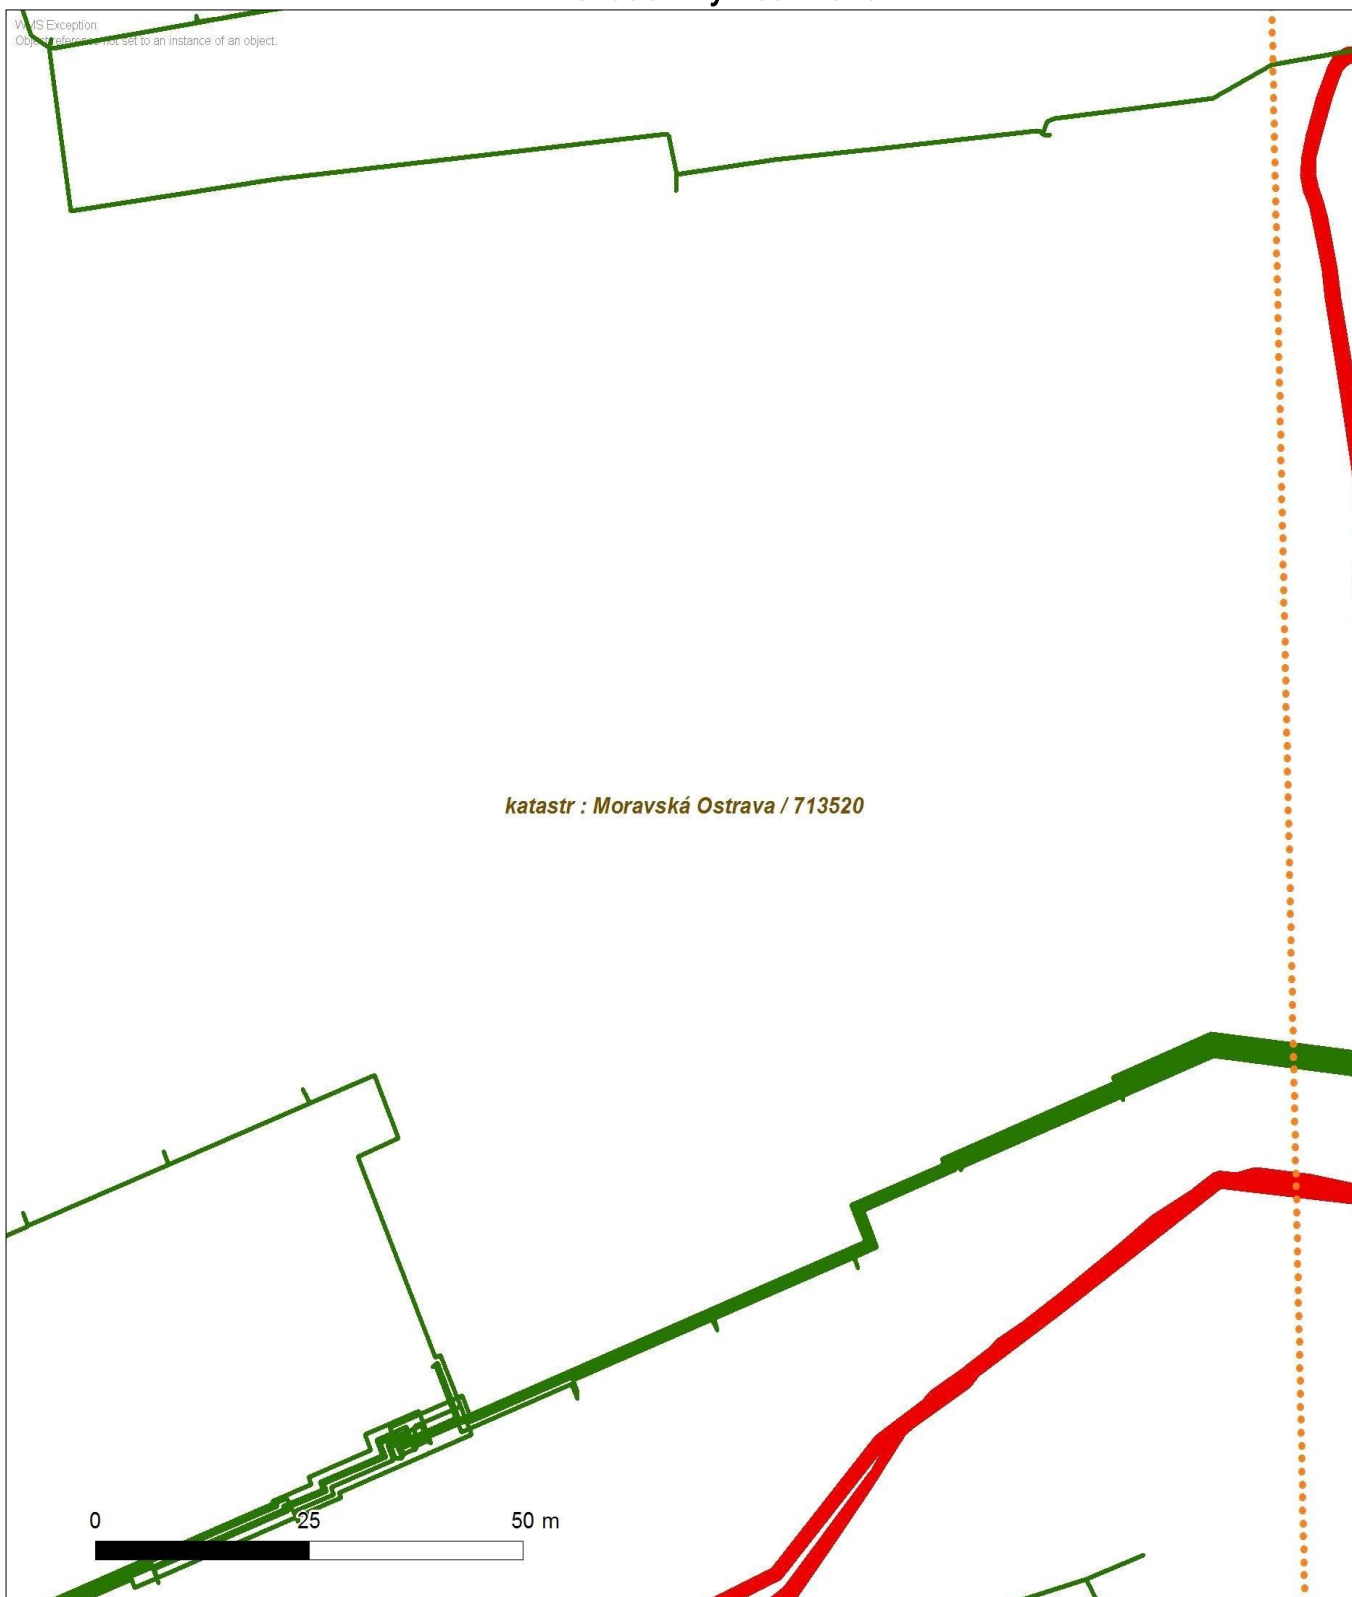 WMS Exception:
Object reference not set to an instance of an object.
katastr : Moravská Ostrava / 713520
0 25 50 m